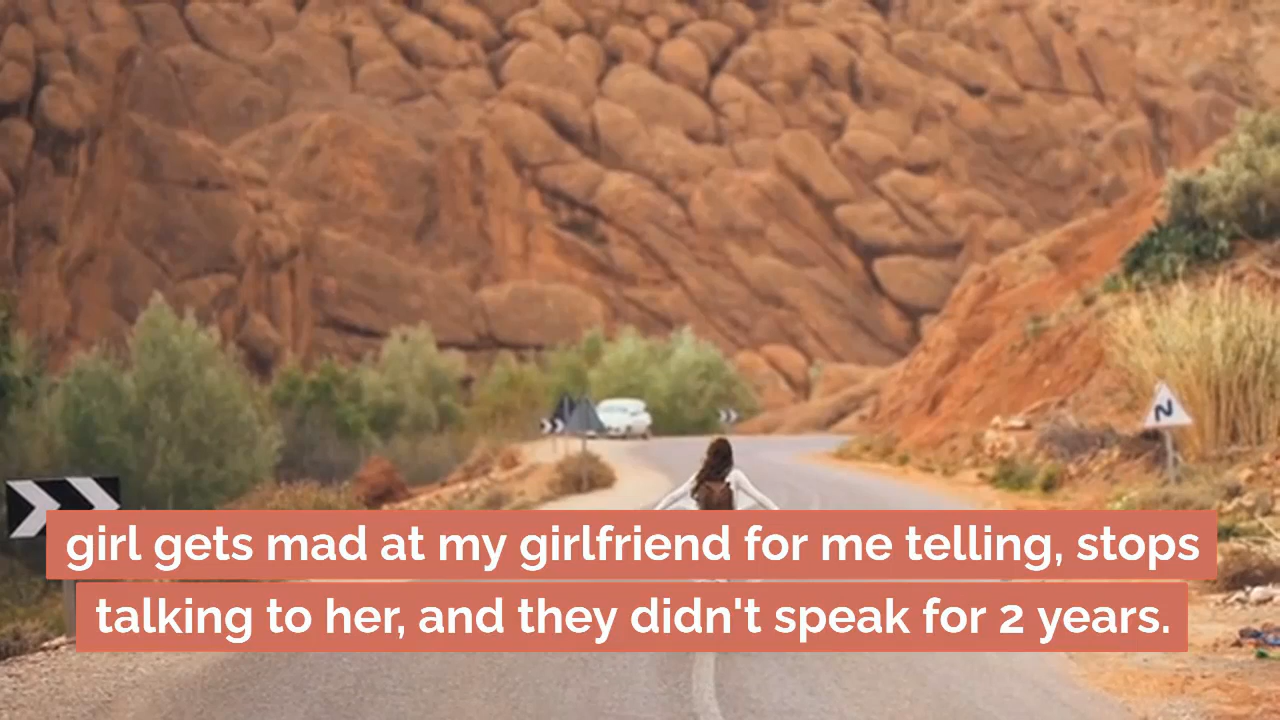 girl gets mad at my girlfriend for me telling, stops
talking to her, and they didn't speak for 2 years.